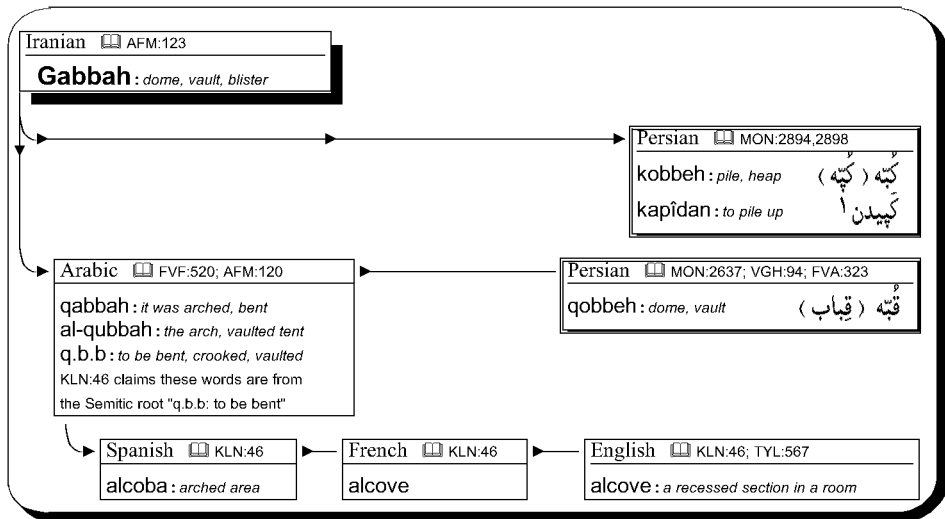 Iranian AFM:123
Gabbah : dome, vault, blister
Persian MON:2894,2898
kobbeh : pile, heap کُبّه ( کُپّه )
kapîdan : to pile up کَپیدن ۱
Arabic FVF:520; AFM:120
qabbah : it was arched, bent
al-qubbah : the arch, vaulted tent
q.b.b : to be bent, crooked, vaulted
KLN:46 claims these words are from
the Semitic root "q.b.b: to be bent"
Persian MON:2637; VGH:94; FVA:323
qobbeh : dome, vault قُبّه ( قِباب )
Spanish KLN:46
alcoba : arched area
French KLN:46
alcove
English KLN:46; TYL:567
alcove : a recessed section in a room